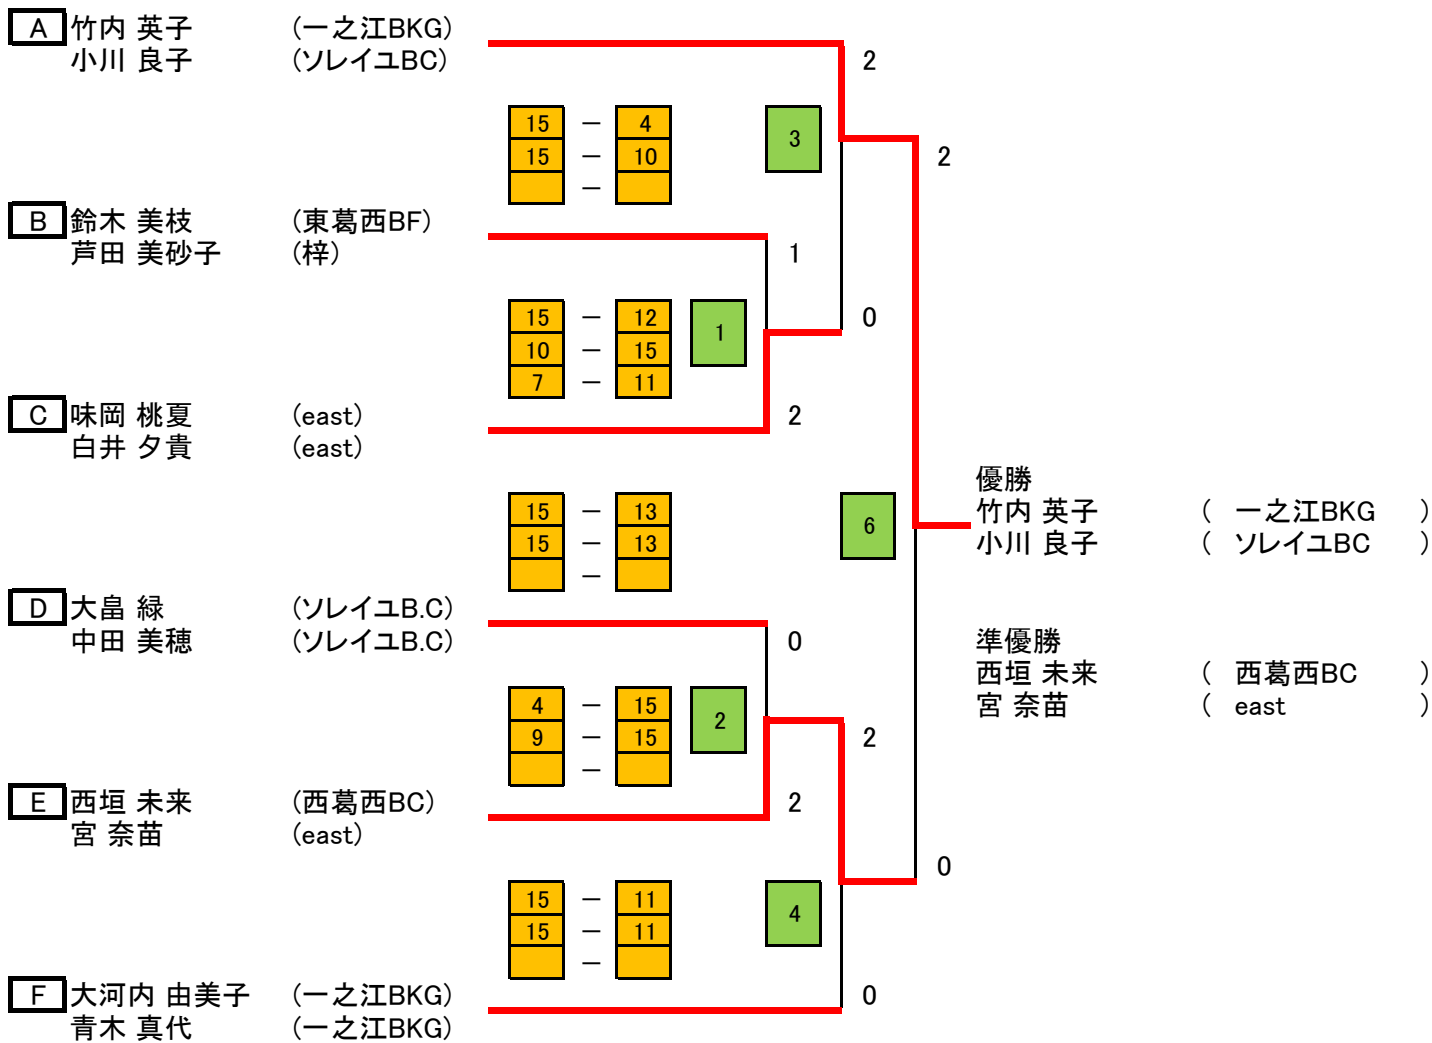 A 竹内 英子 (一之江BKG)
小川 良子 (ソレイユBC)
2
15 － 4
3
15 － 10
2
－
B 鈴木 美枝 (東葛西BF)
芦田 美砂子 (梓)
1
15 － 12
0
1
10 － 15
7 － 11
C 味岡 桃夏 (east)
2
白井 夕貴 (east)
優勝
15 － 13
竹内 英子 ( 一之江BKG )
6
15 － 13
小川 良子 ( ソレイユBC )
－
D 大畠 緑 (ソレイユB.C)
中田 美穂 (ソレイユB.C)
0
準優勝
西垣 未来 ( 西葛西BC )
4 － 15
宮 奈苗 ( east )
2
9 － 15
2
－
E 西垣 未来 (西葛西BC)
2
宮 奈苗 (east)
0
15 － 11
4
15 － 11
－
F 大河内 由美子 (一之江BKG)
0
青木 真代 (一之江BKG)